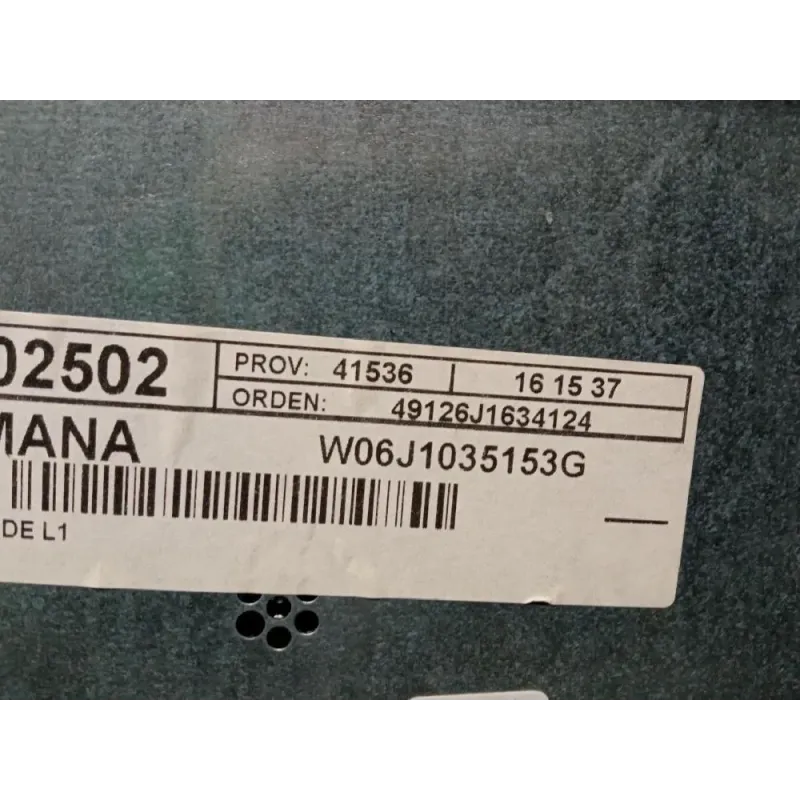 02502
PROV: 41536
16 15 37
ORDEN: 49126J1634124
MANA
W06J1035153G
DE L1